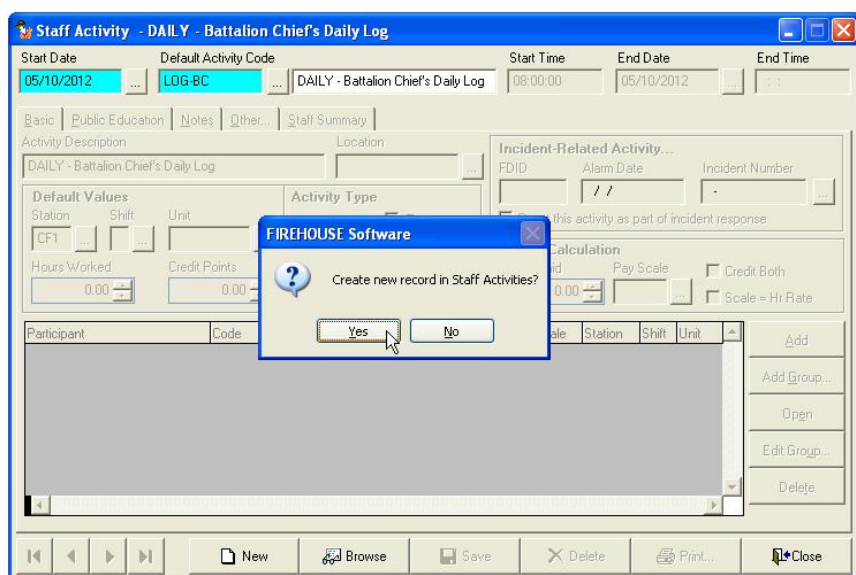 Staff Activity - DAILY - Battalion Chief's Daily Log
Start Date Default Activity Code Start Time End Date End Time
05/10/2012 ... LOG-BC ... DAILY - Battalion Chief's Daily Log 08:00:00 05/10/2012 ... : :
Basic Public Education Notes Other... Staff Summary
Activity Description Location
DAILY - Battalion Chief's Daily Log ...
Incident-Related Activity...
FDID Alarm Date Incident Number
/ / - ...
this activity as part of incident response
Default Values
Station Shift Unit
CF1 ... ...
Hours Worked Credit Points
0.00 0.00
Activity Type
Calculation
Pay Scale Credit Both
0.00 ... Scale = Hr Rate
FIREHOUSE Software
Create new record in Staff Activities?
Yes No
Participant Code Station Shift Unit
Add
Add Group...
Open
Edit Group...
Delete
New Browse Save Delete Print... Close